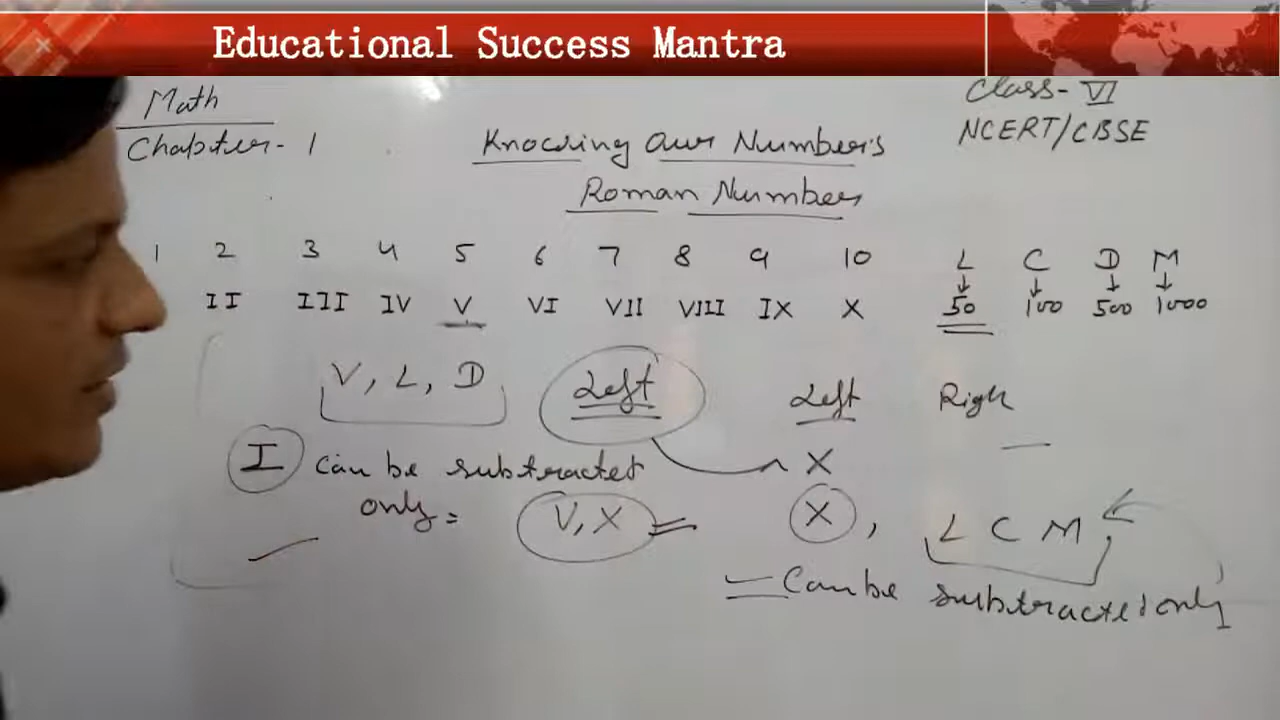 Educational Success Mantra
Math
Chapter - 1
Class - VI
NCERT/CBSE
Knowing Our Numbers
Roman Numbers
1 2 3 4 5 6 7 8 9 10 L C D M
II III IV V VI VII VIII IX X 50 100 500 1000
V, L, D Left Left Righ
I can be subtracted X
only = V, X = X, L C M
Can be subtracted only